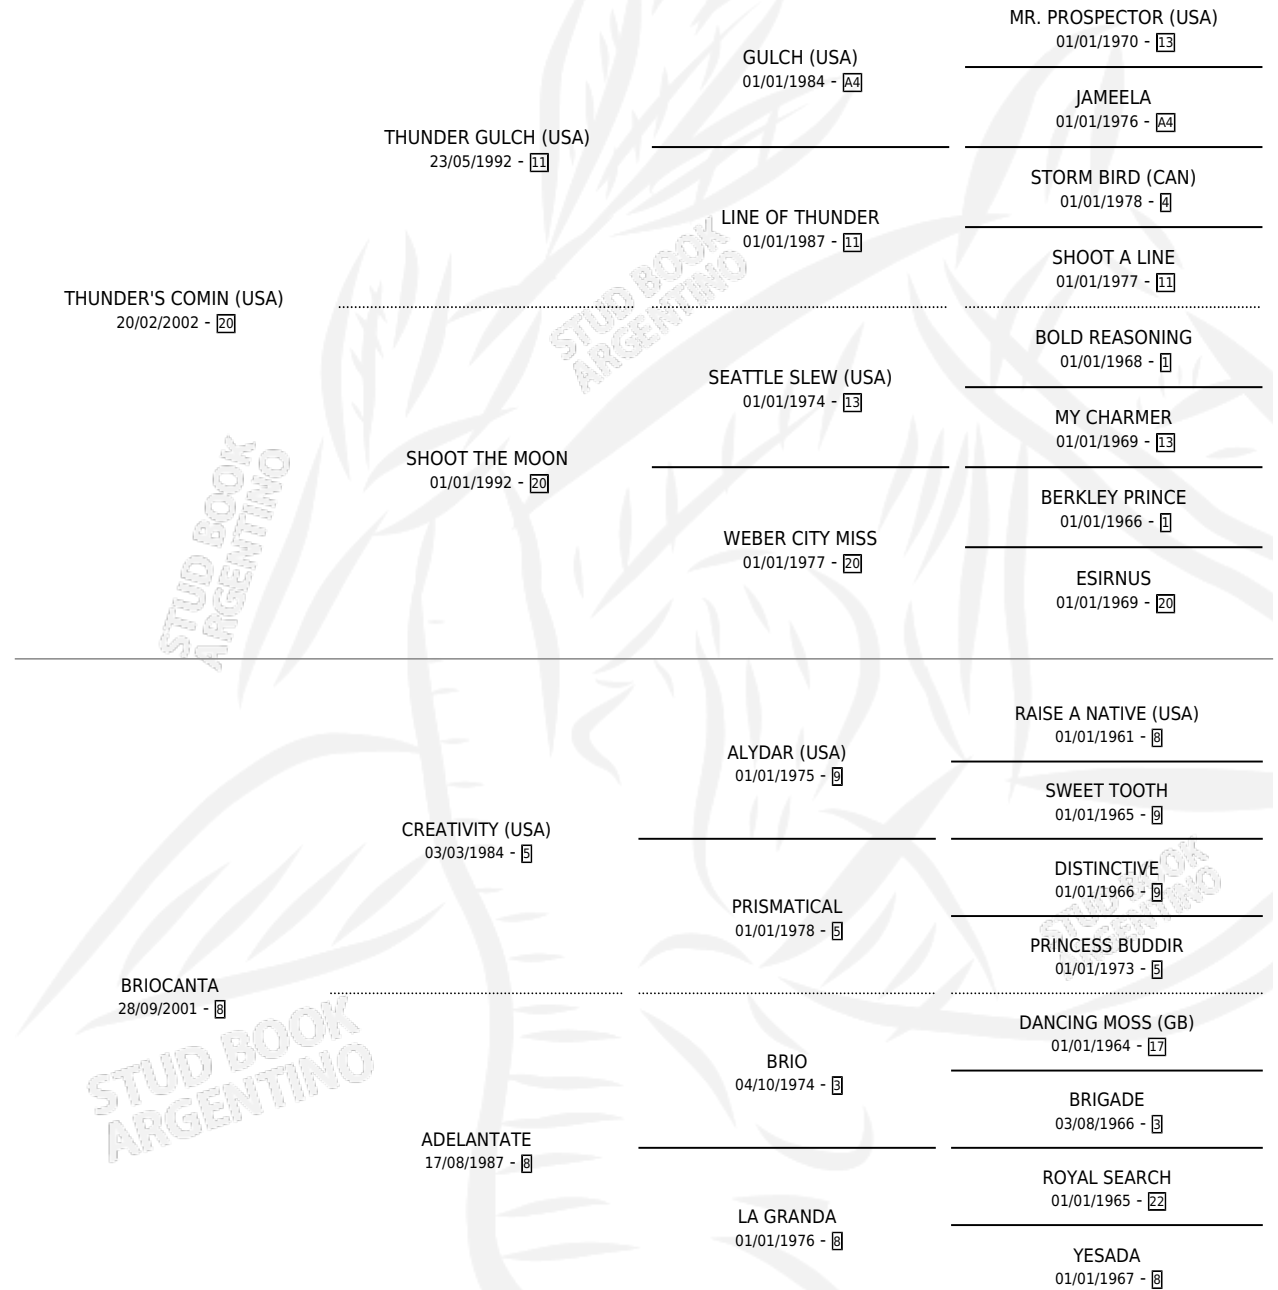 MR. PROSPECTOR (USA)
01/01/1970 - 13
GULCH (USA)
01/01/1984 - A4
JAMEELA
01/01/1976 - A4
THUNDER GULCH (USA)
23/05/1992 - 11
STORM BIRD (CAN)
01/01/1978 - 4
LINE OF THUNDER
01/01/1987 - 11
SHOOT A LINE
01/01/1977 - 11
THUNDER'S COMIN (USA)
20/02/2002 - 20
BOLD REASONING
01/01/1968 - 1
SEATTLE SLEW (USA)
01/01/1974 - 13
MY CHARMER
01/01/1969 - 13
SHOOT THE MOON
01/01/1992 - 20
BERKLEY PRINCE
01/01/1966 - 1
WEBER CITY MISS
01/01/1977 - 20
ESIRNUS
01/01/1969 - 20
RAISE A NATIVE (USA)
01/01/1961 - 8
ALYDAR (USA)
01/01/1975 - 9
SWEET TOOTH
01/01/1965 - 9
CREATIVITY (USA)
03/03/1984 - 5
DISTINCTIVE
01/01/1966 - 9
PRISMATICAL
01/01/1978 - 5
PRINCESS BUDDIR
01/01/1973 - 5
BRIOCANTA
28/09/2001 - 8
DANCING MOSS (GB)
01/01/1964 - 17
BRIO
04/10/1974 - 3
BRIGADE
03/08/1966 - 3
ADELANTATE
17/08/1987 - 8
ROYAL SEARCH
01/01/1965 - 22
LA GRANDA
01/01/1976 - 8
YESADA
01/01/1967 - 8
STUD BOOK
ARGENTINO
STUD BOOK
ARGENTINO
STUD BOOK
ARGENTINO
STUD BOOK
ARGENTINO